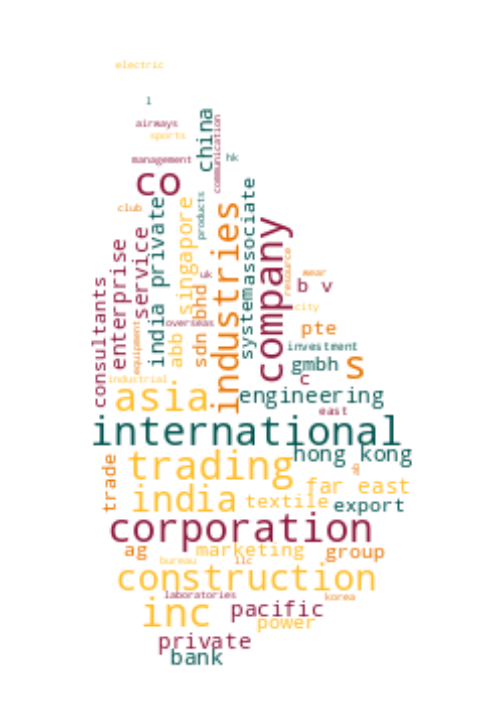 electric
l
airways
sports
china
communication
management
hk
co
products
club
india private
singapore
industries
associate
system
company
service
enterprise
consultants
equipment
uk
overseas
sdn bhd
abb
resource
wear
b v
city
pte
investment
gmbh
s
c
industrial
asia
engineering
east
international
hong kong
trading
trade
far east
india
textile
export
corporation
ag
marketing
group
bureau
llc
construction
laboratories
korea
inc
pacific
power
private
bank